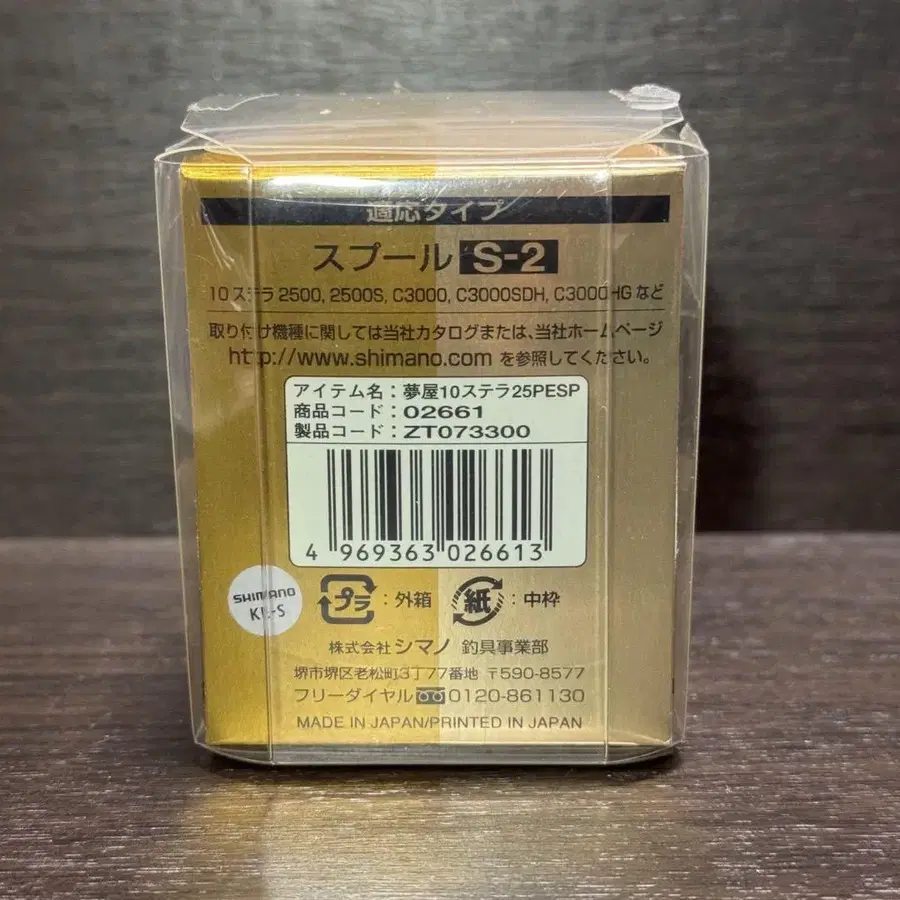 適応タイプ
スプール S-2
10 ステラ 2500, 2500S, C3000, C3000SDH, C3000HG など
取り付け機種に関しては当社カタログまたは、当社ホームページ
http://www.shimano.com を参照してください。
アイテム名：夢屋10ステラ25PESP
商品コード：02661
製品コード：ZT073300
4 969363 026613
SHIMANO
プラ：外箱 紙：中枠
株式会社 シマノ 釣具事業部
堺市堺区老松町3丁77番地 〒590-8577
フリーダイヤル 0120-861130
MADE IN JAPAN/PRINTED IN JAPAN